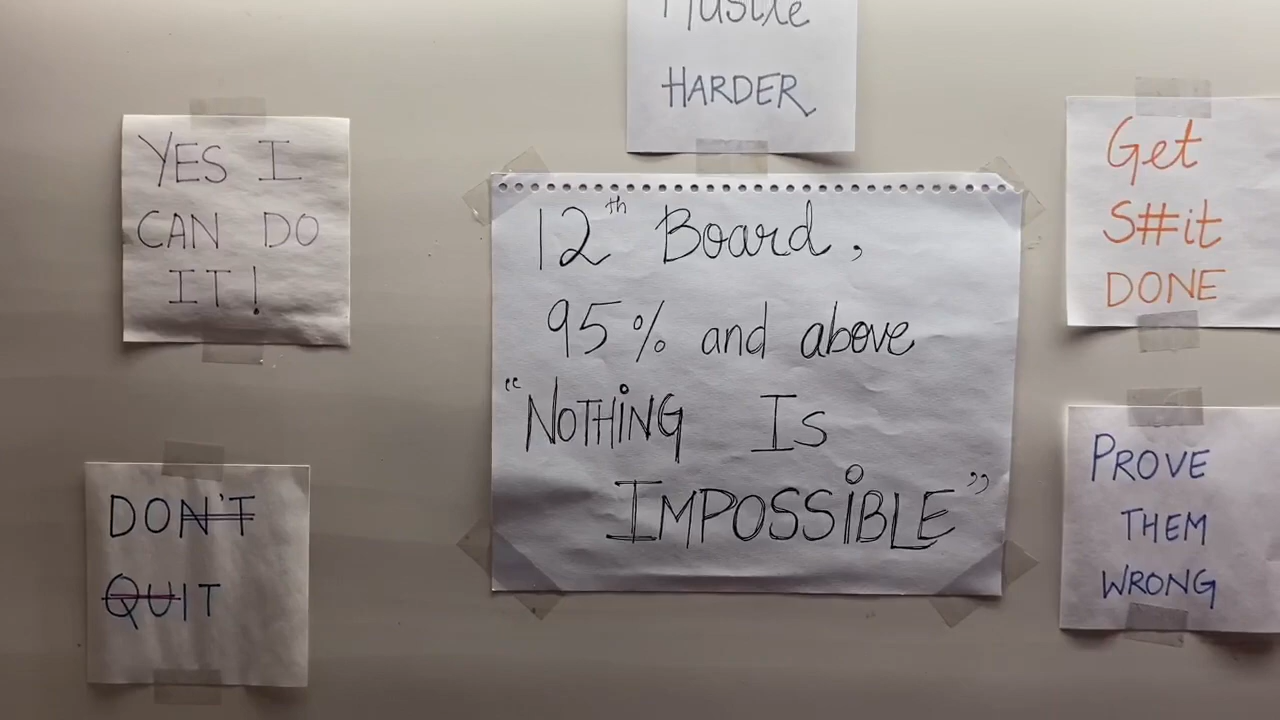 Hustle
HARDER
YES I
CAN DO
IT!
12th Board,
95% and above
"NOTHING IS
IMPOSSIBLE"
Get
S#it
DONE
DON'T
QUIT
PROVE
THEM
WRONG